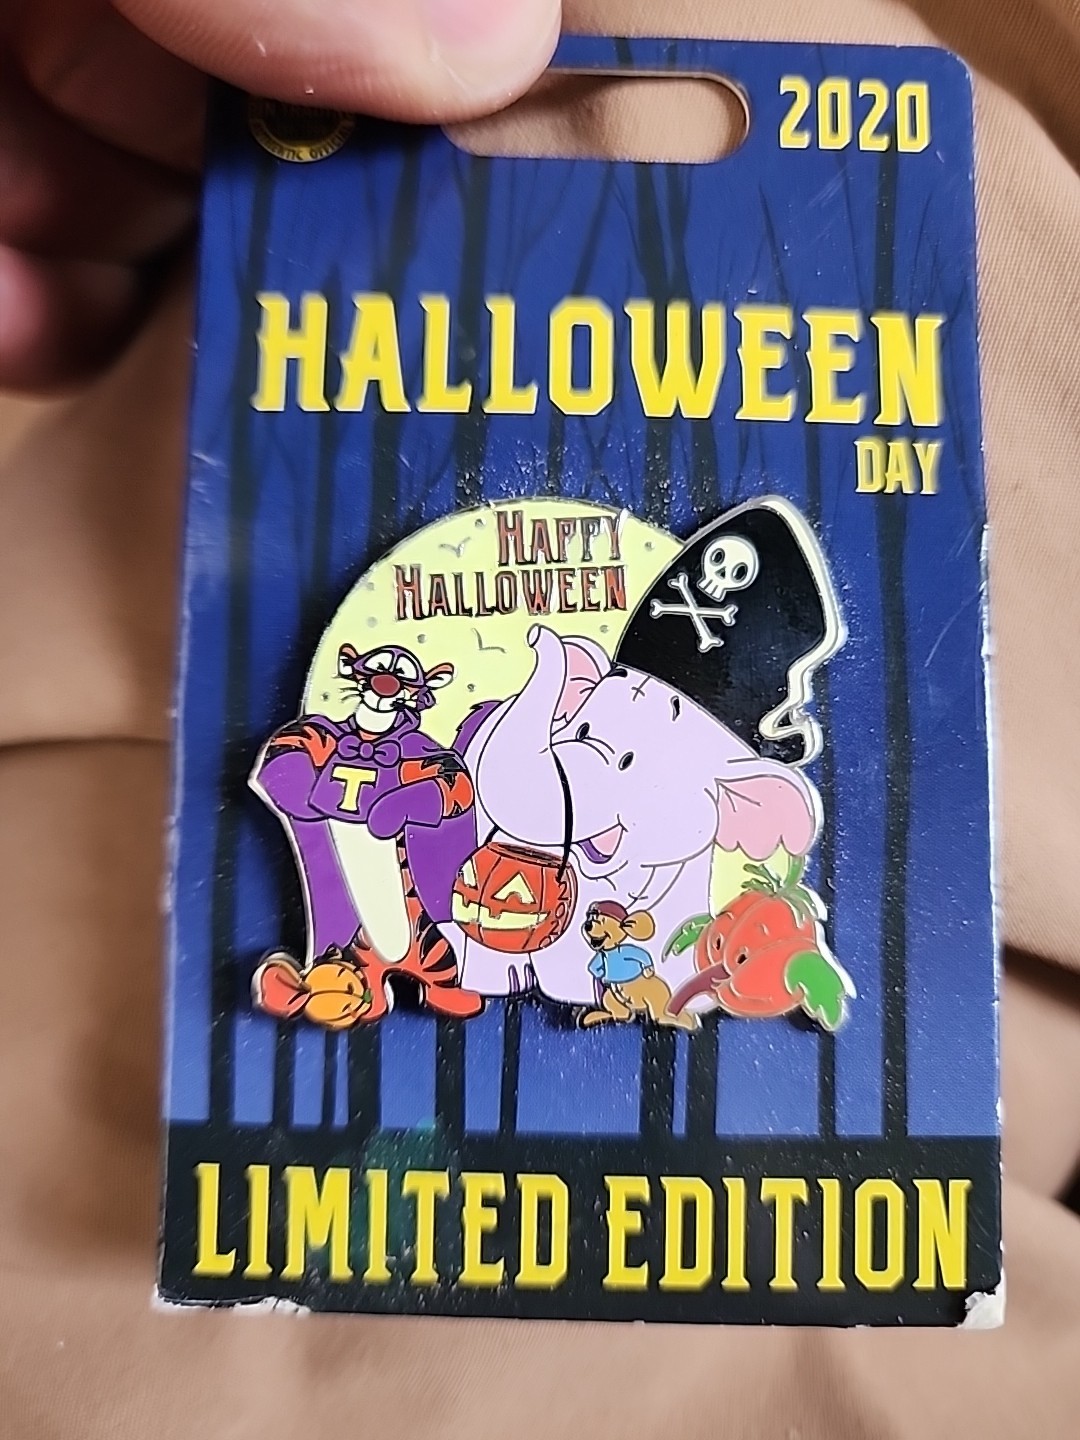 2020
HALLOWEEN
DAY
HAPPY
HALLOWEEN
T
LIMITED EDITION